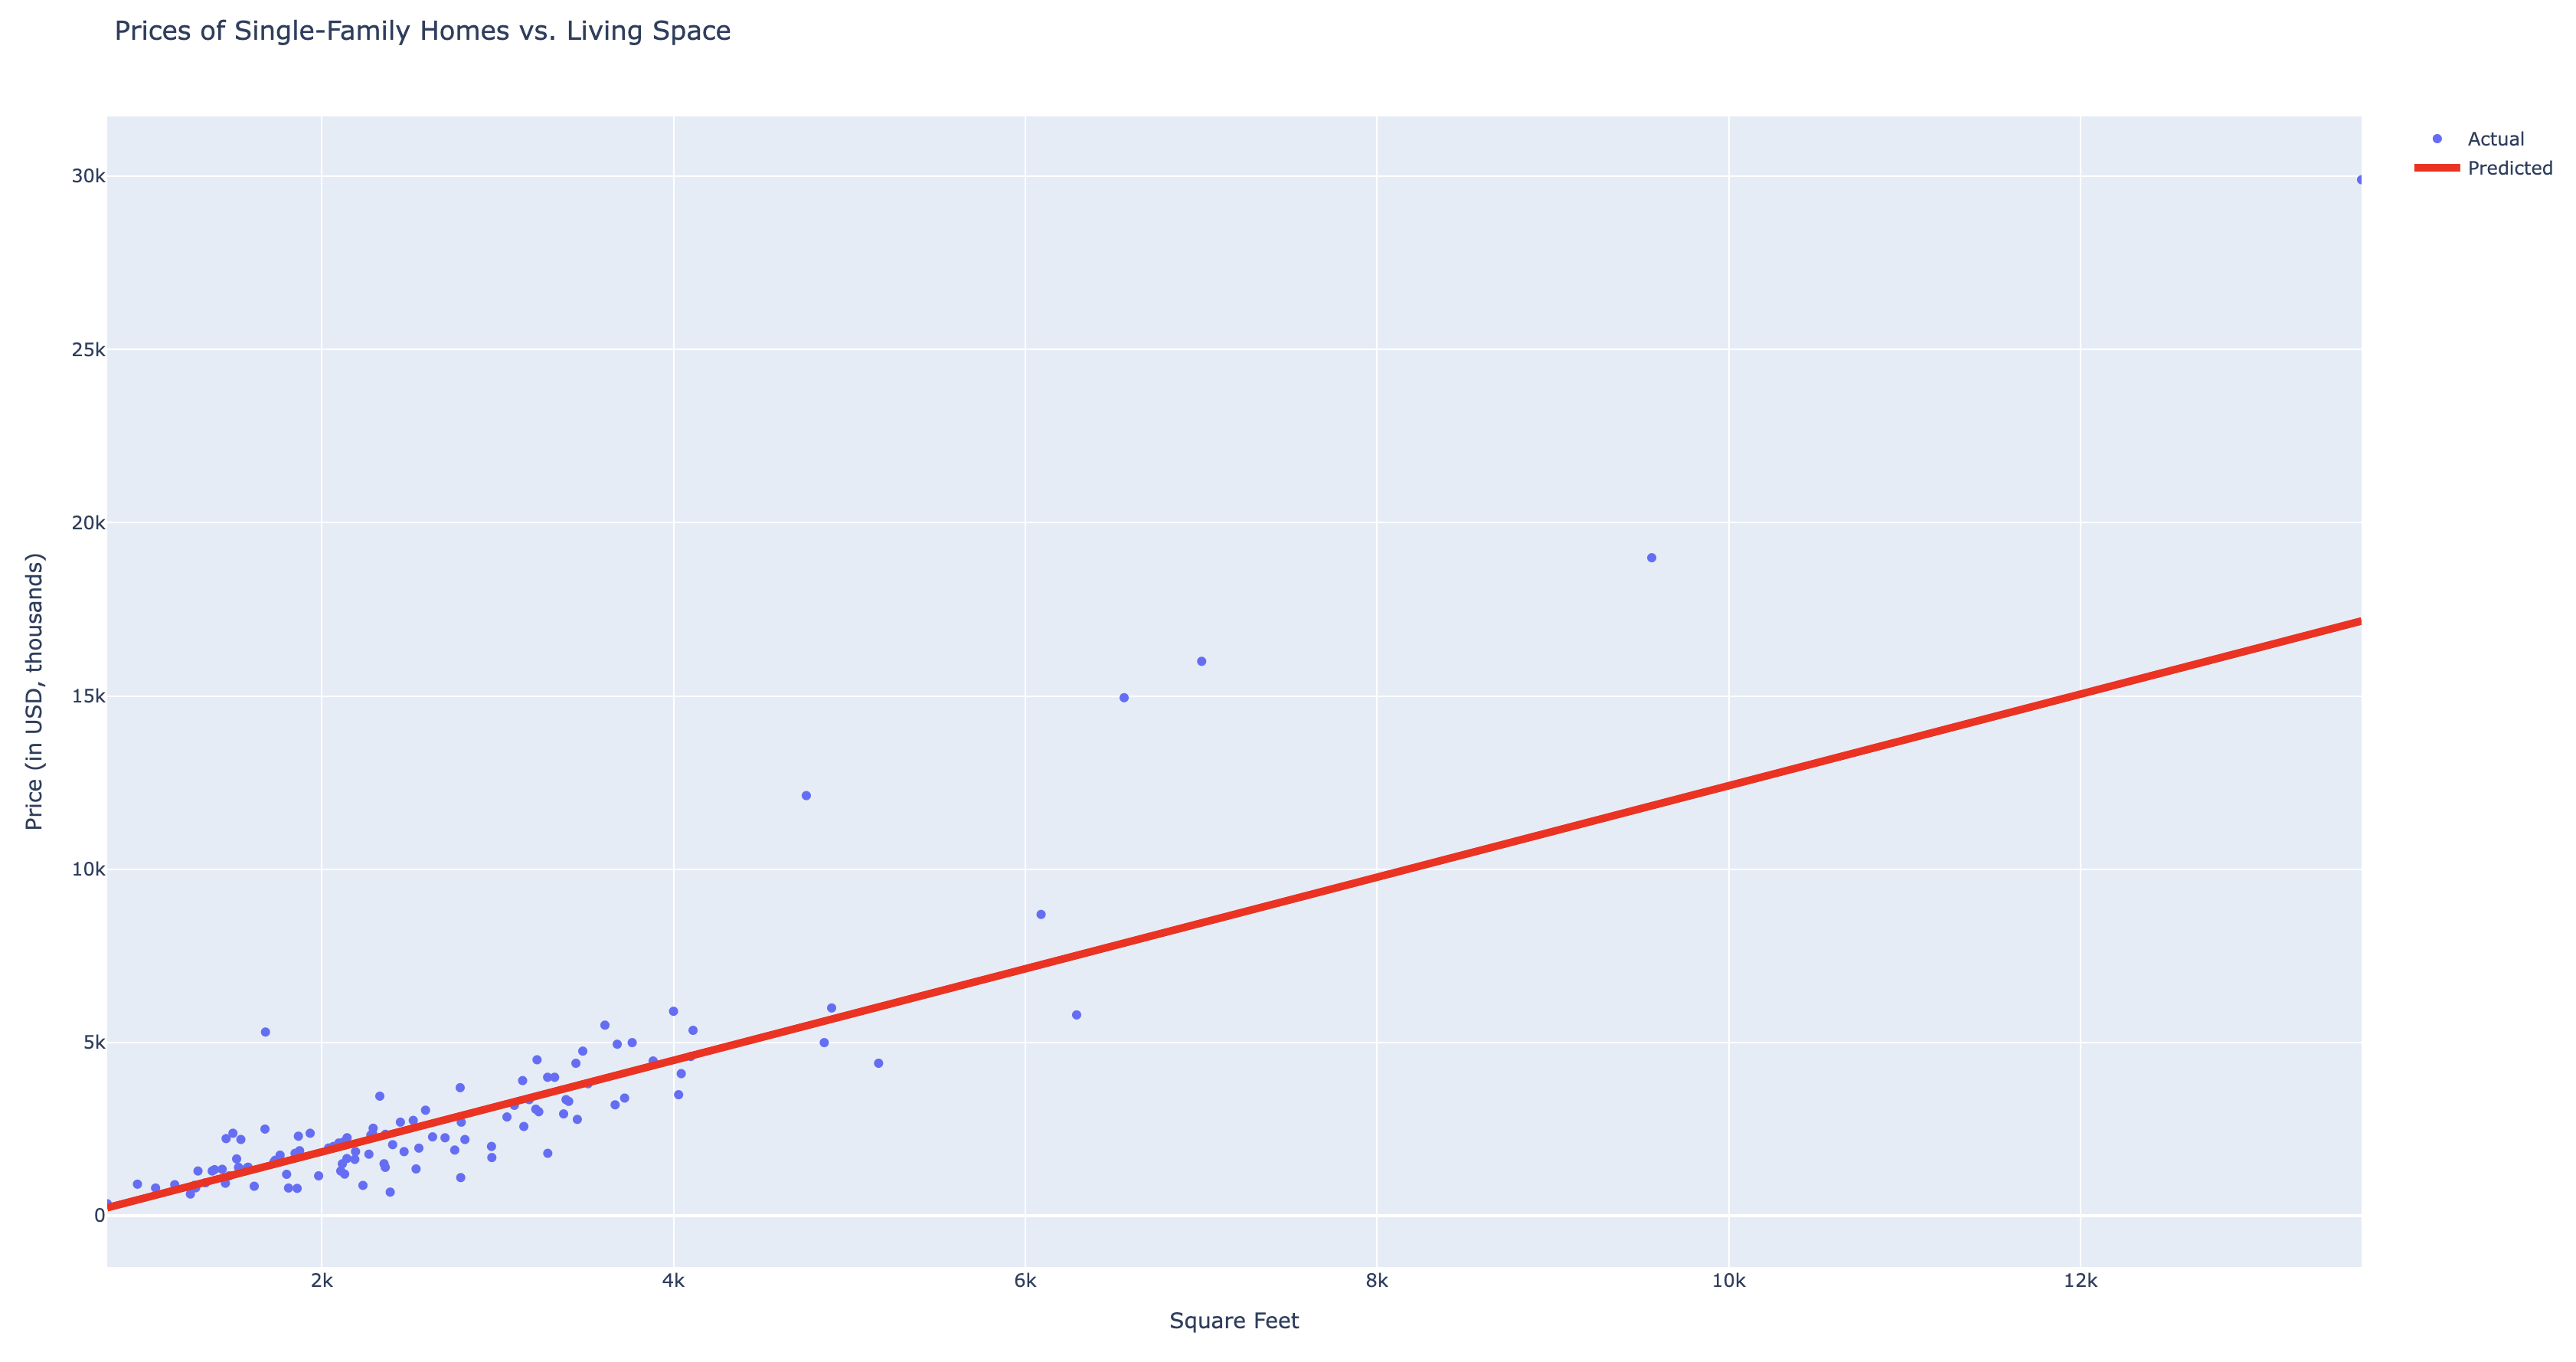 Prices of Single-Family Homes vs. Living Space
Actual
Predicted
30k
25k
20k
15k
10k
5k
0
Price (in USD, thousands)
2k
4k
6k
8k
10k
12k
Square Feet